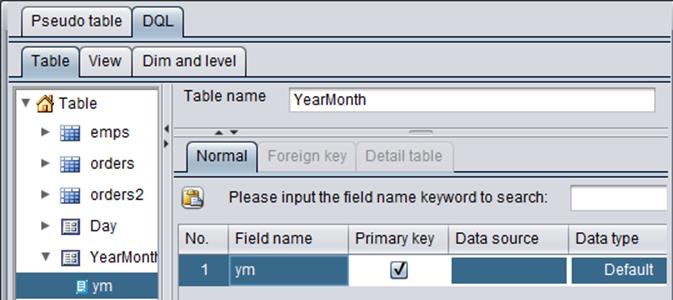 Pseudo table DQL
Table View Dim and level
Table
emps
orders
orders2
Day
YearMonth
ym
Table name YearMonth
Normal Foreign key Detail table
Please input the field name keyword to search:
No. Field name Primary key Data source Data type
1 ym Default